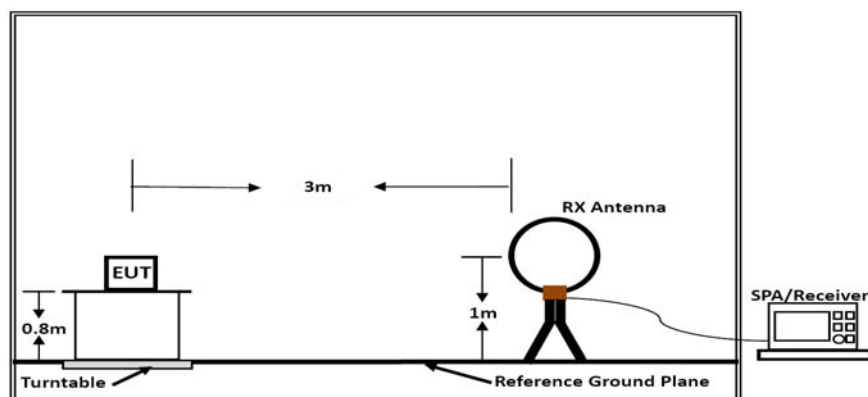 3m
RX Antenna
EUT
SPA/Receiver
0.8m
1m
Turntable
Reference Ground Plane